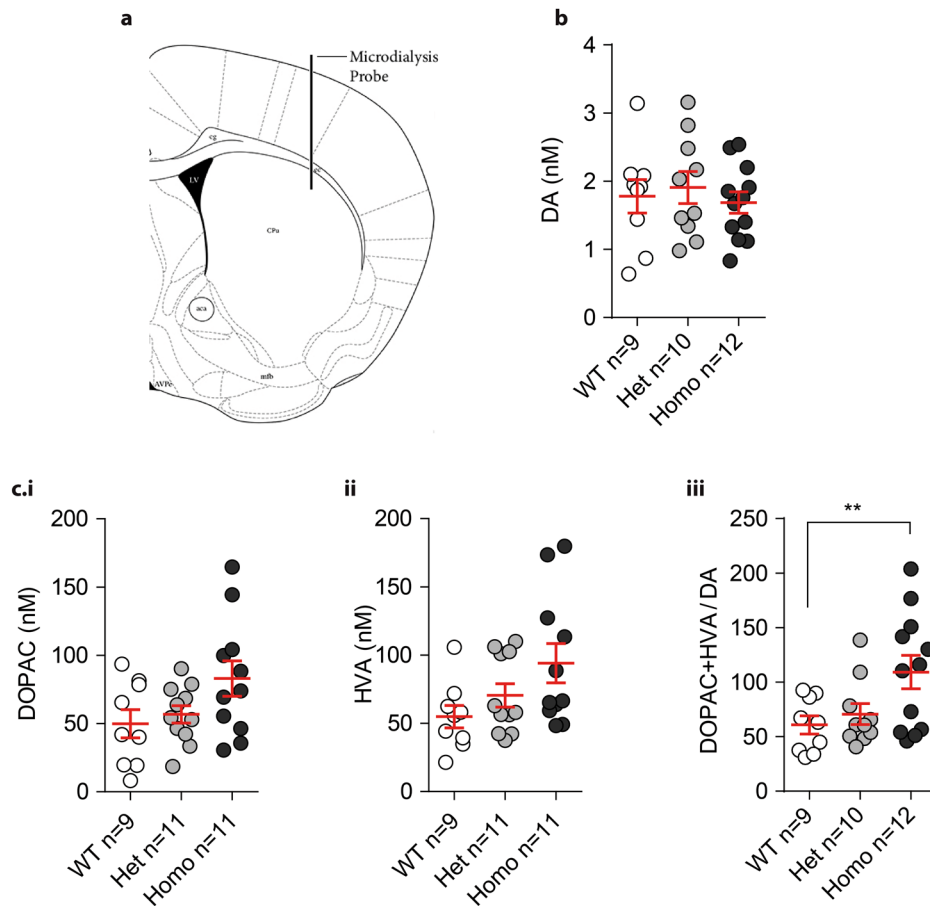 a
Microdialysis
Probe
cg
ec
LV
CPu
aca
mfb
AVPe
b
DA (nM)
4
3
2
1
0
WT n=9
Het n=10
Homo n=12
c.i
DOPAC (nM)
200
150
100
50
0
WT n=9
Het n=11
Homo n=11
ii
HVA (nM)
200
150
100
50
0
WT n=9
Het n=11
Homo n=11
iii
**
DOPAC+HVA/DA
250
200
150
100
50
0
WT n=9
Het n=10
Homo n=12